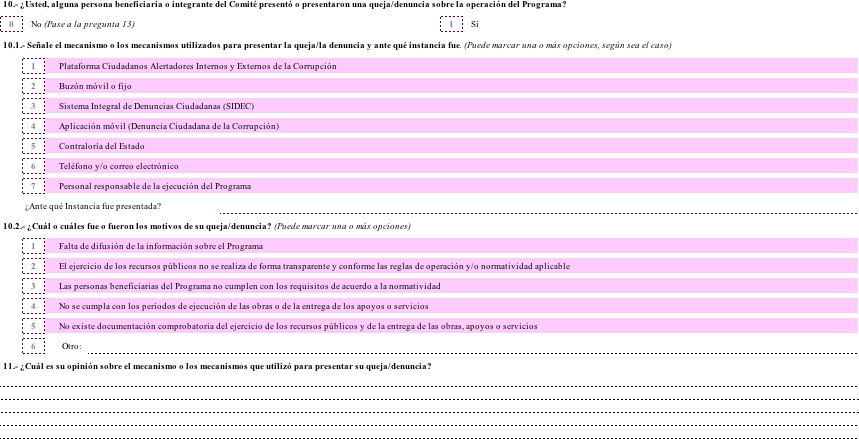 10.- ¿Usted, alguna persona beneficiaria o integrante del Comité presentó o presentaron una queja/denuncia sobre la operación del Programa?
0 No (Pase a la pregunta 13) 1 Sí
10.1.- Señale el mecanismo o los mecanismos utilizados para presentar la queja/la denuncia y ante qué instancia fue. (Puede marcar una o más opciones, según sea el caso)
1 Plataforma Ciudadanos Alertadores Internos y Externos de la Corrupción
2 Buzón móvil o fijo
3 Sistema Integral de Denuncias Ciudadanas (SIDEC)
4 Aplicación móvil (Denuncia Ciudadana de la Corrupción)
5 Contraloría del Estado
6 Teléfono y/o correo electrónico
7 Personal responsable de la ejecución del Programa
¿Ante qué Instancia fue presentada?
10.2.- ¿Cuál o cuáles fue o fueron los motivos de su queja/denuncia? (Puede marcar una o más opciones)
1 Falta de difusión de la información sobre el Programa
2 El ejercicio de los recursos públicos no se realiza de forma transparente y conforme las reglas de operación y/o normatividad aplicable
3 Las personas beneficiarias del Programa no cumplen con los requisitos de acuerdo a la normatividad
4 No se cumpla con los períodos de ejecución de las obras o de la entrega de los apoyos o servicios
5 No existe documentación comprobatoria del ejercicio de los recursos públicos y de la entrega de las obras, apoyos o servicios
6 Otro:
11.- ¿Cuál es su opinión sobre el mecanismo o los mecanismos que utilizó para presentar su queja/denuncia?